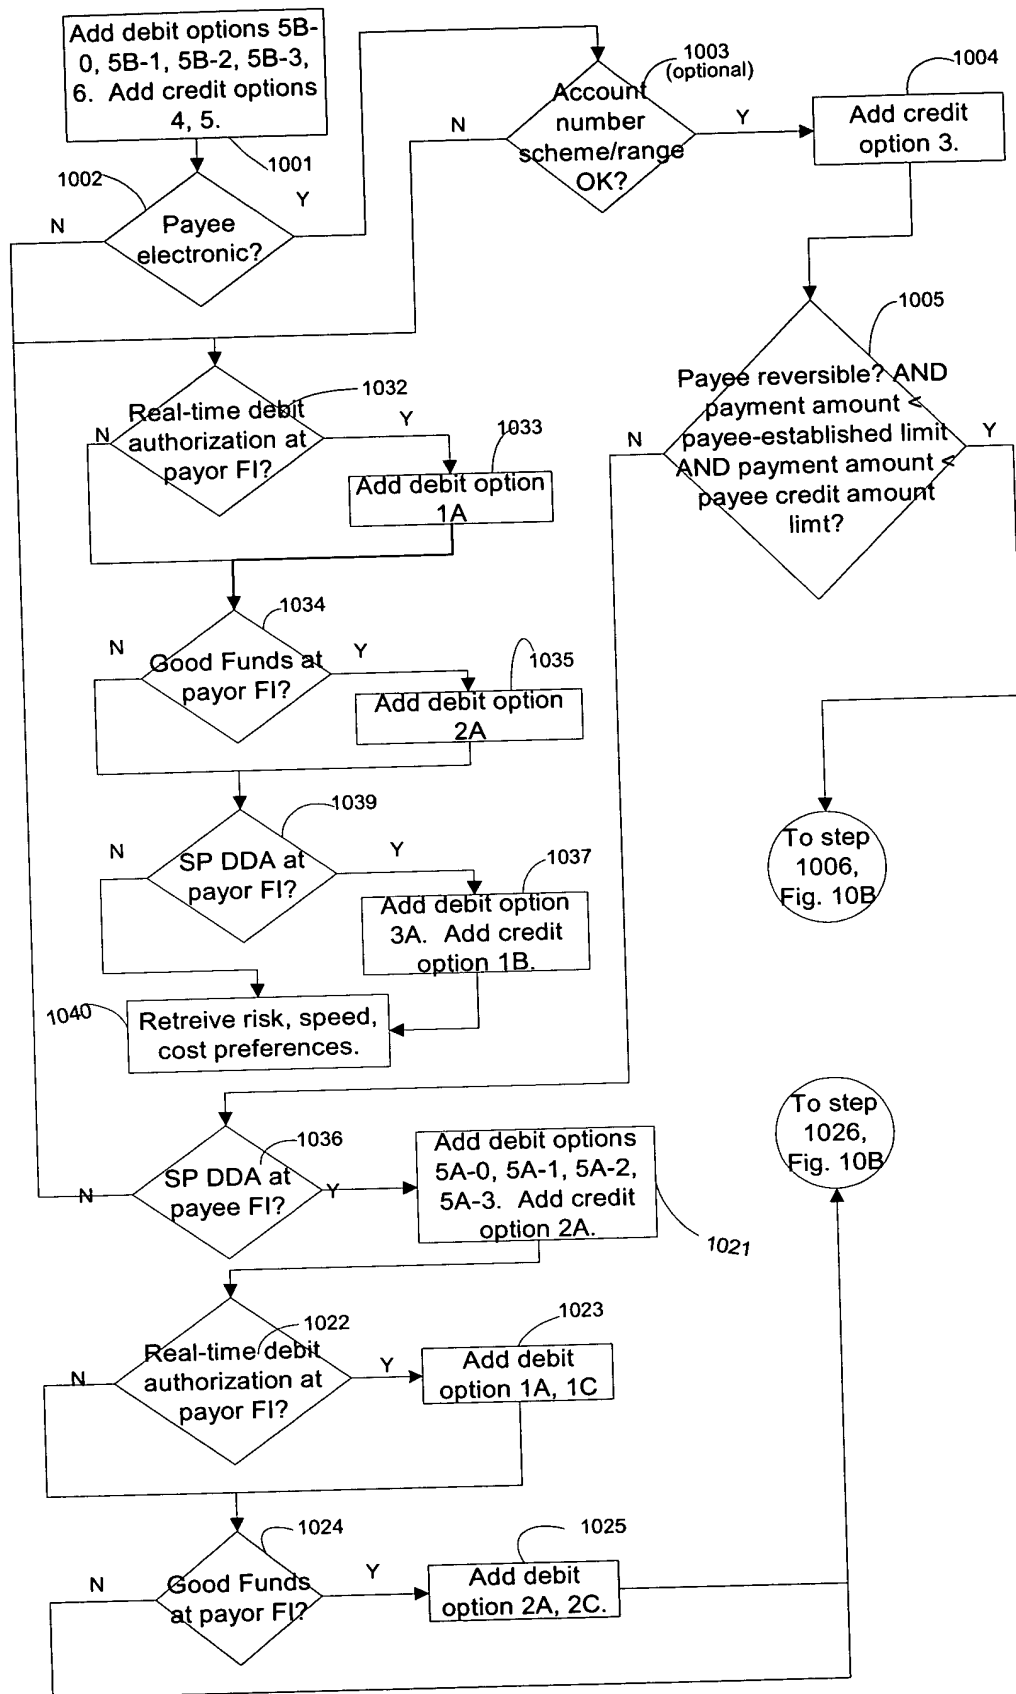 Add debit options 5B-
0, 5B-1, 5B-2, 5B-3,
6. Add credit options
4, 5.
1001
1002
Payee
electronic?
N
Y
1003
(optional)
Account
number
scheme/range
OK?
N
Y
1004
Add credit
option 3.
1005
Payee reversible? AND
payment amount <
payee-established limit
AND payment amount <
payee credit amount
limt?
N
Y
To step
1006,
Fig. 10B
1032
Real-time debit
authorization at
payor FI?
N
Y
1033
Add debit option
1A
1034
Good Funds at
payor FI?
N
Y
1035
Add debit option
2A
1039
SP DDA at
payor FI?
N
Y
1037
Add debit option
3A. Add credit
option 1B.
1040
Retreive risk, speed,
cost preferences.
1036
SP DDA at
payee FI?
N
Y
Add debit options
5A-0, 5A-1, 5A-2,
5A-3. Add credit
option 2A.
1021
To step
1026,
Fig. 10B
1022
Real-time debit
authorization at
payor FI?
N
Y
1023
Add debit
option 1A, 1C
1024
Good Funds
at payor FI?
N
Y
1025
Add debit
option 2A, 2C.